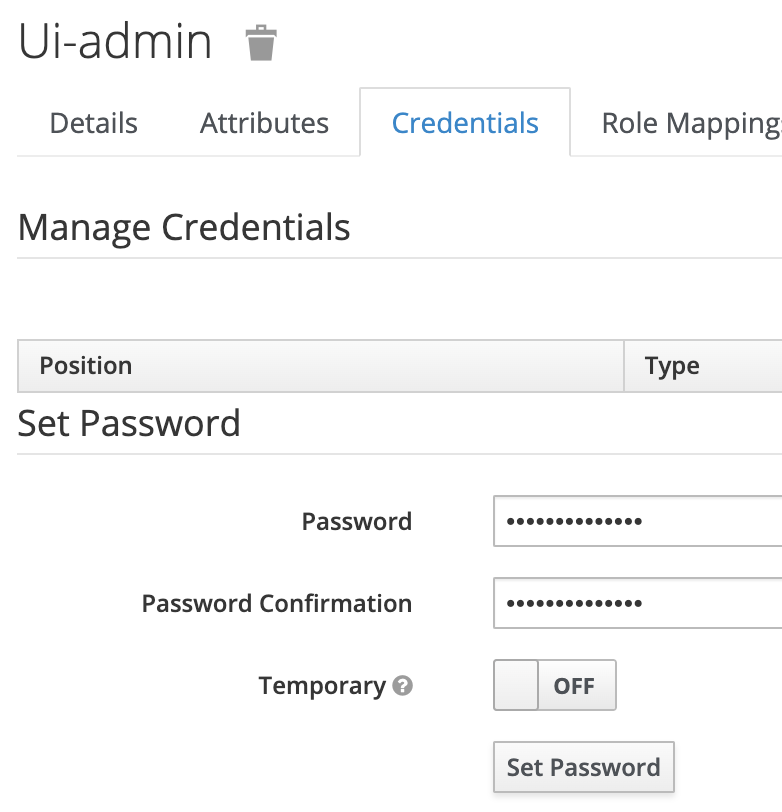 Ui-admin
Details Attributes Credentials Role Mapping
Manage Credentials
Position Type
Set Password
Password ••••••••••••••
Password Confirmation ••••••••••••••
Temporary ?
OFF
Set Password